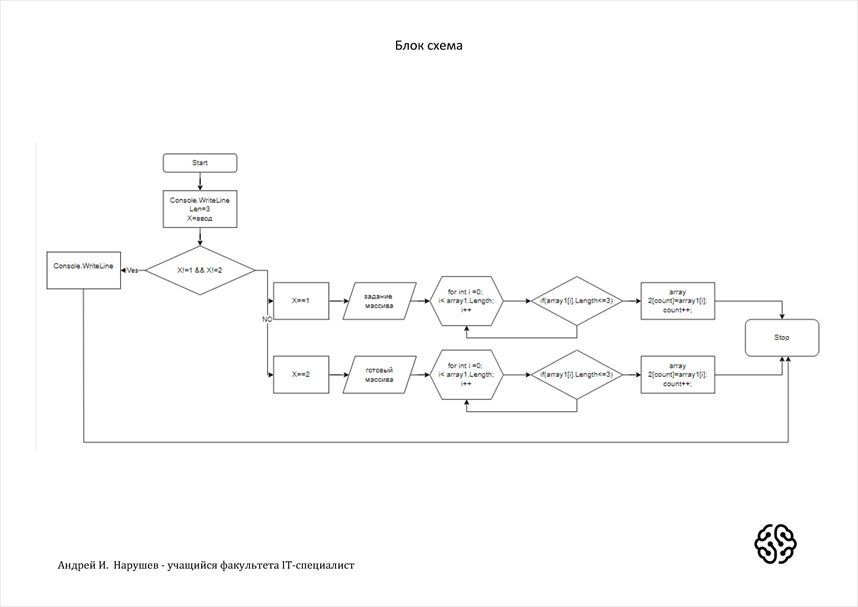 Блок схема
Start
Console.WriteLine
Len=3
X=ввод
Console.WriteLine
Yes
X!=1 && X!=2
NO
X==1
задание
массива
for int i =0;
i< array1.Length;
i++
if(array1[i].Length<=3)
array
2[count]=array1[i];
count++;
Stop
X==2
готовый
массива
for int i =0;
i< array1.Length;
i++
if(array1[i].Length<=3)
array
2[count]=array1[i];
count++;
Андрей И. Нарушев - учащийся факультета IT-специалист